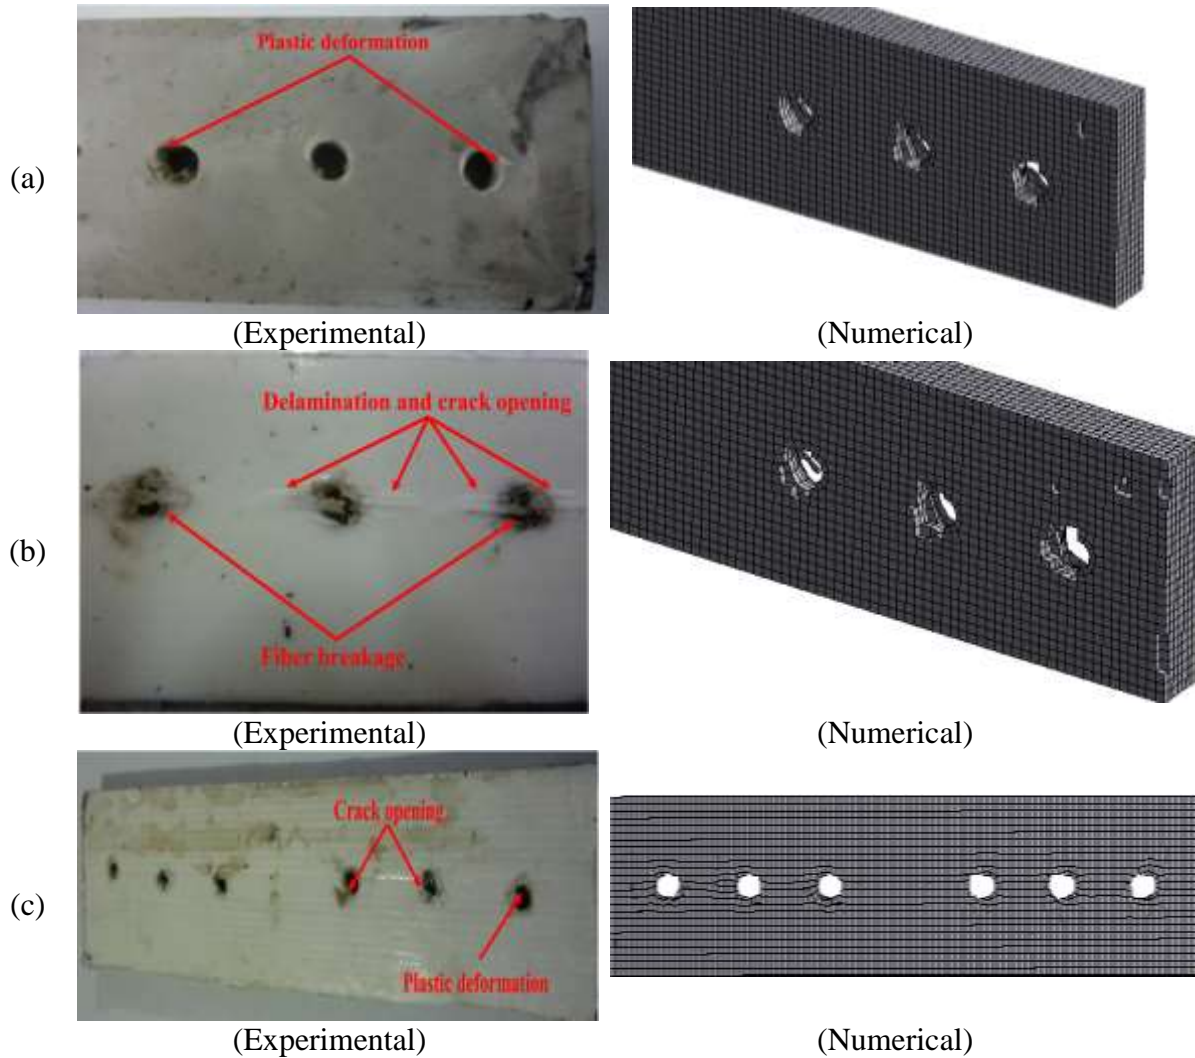 Plastic deformation
(a)
(Experimental) (Numerical)
Delamination and crack opening
(b)
Fiber breakage
(Experimental) (Numerical)
Crack opening
(c)
Plastic deformation
(Experimental) (Numerical)